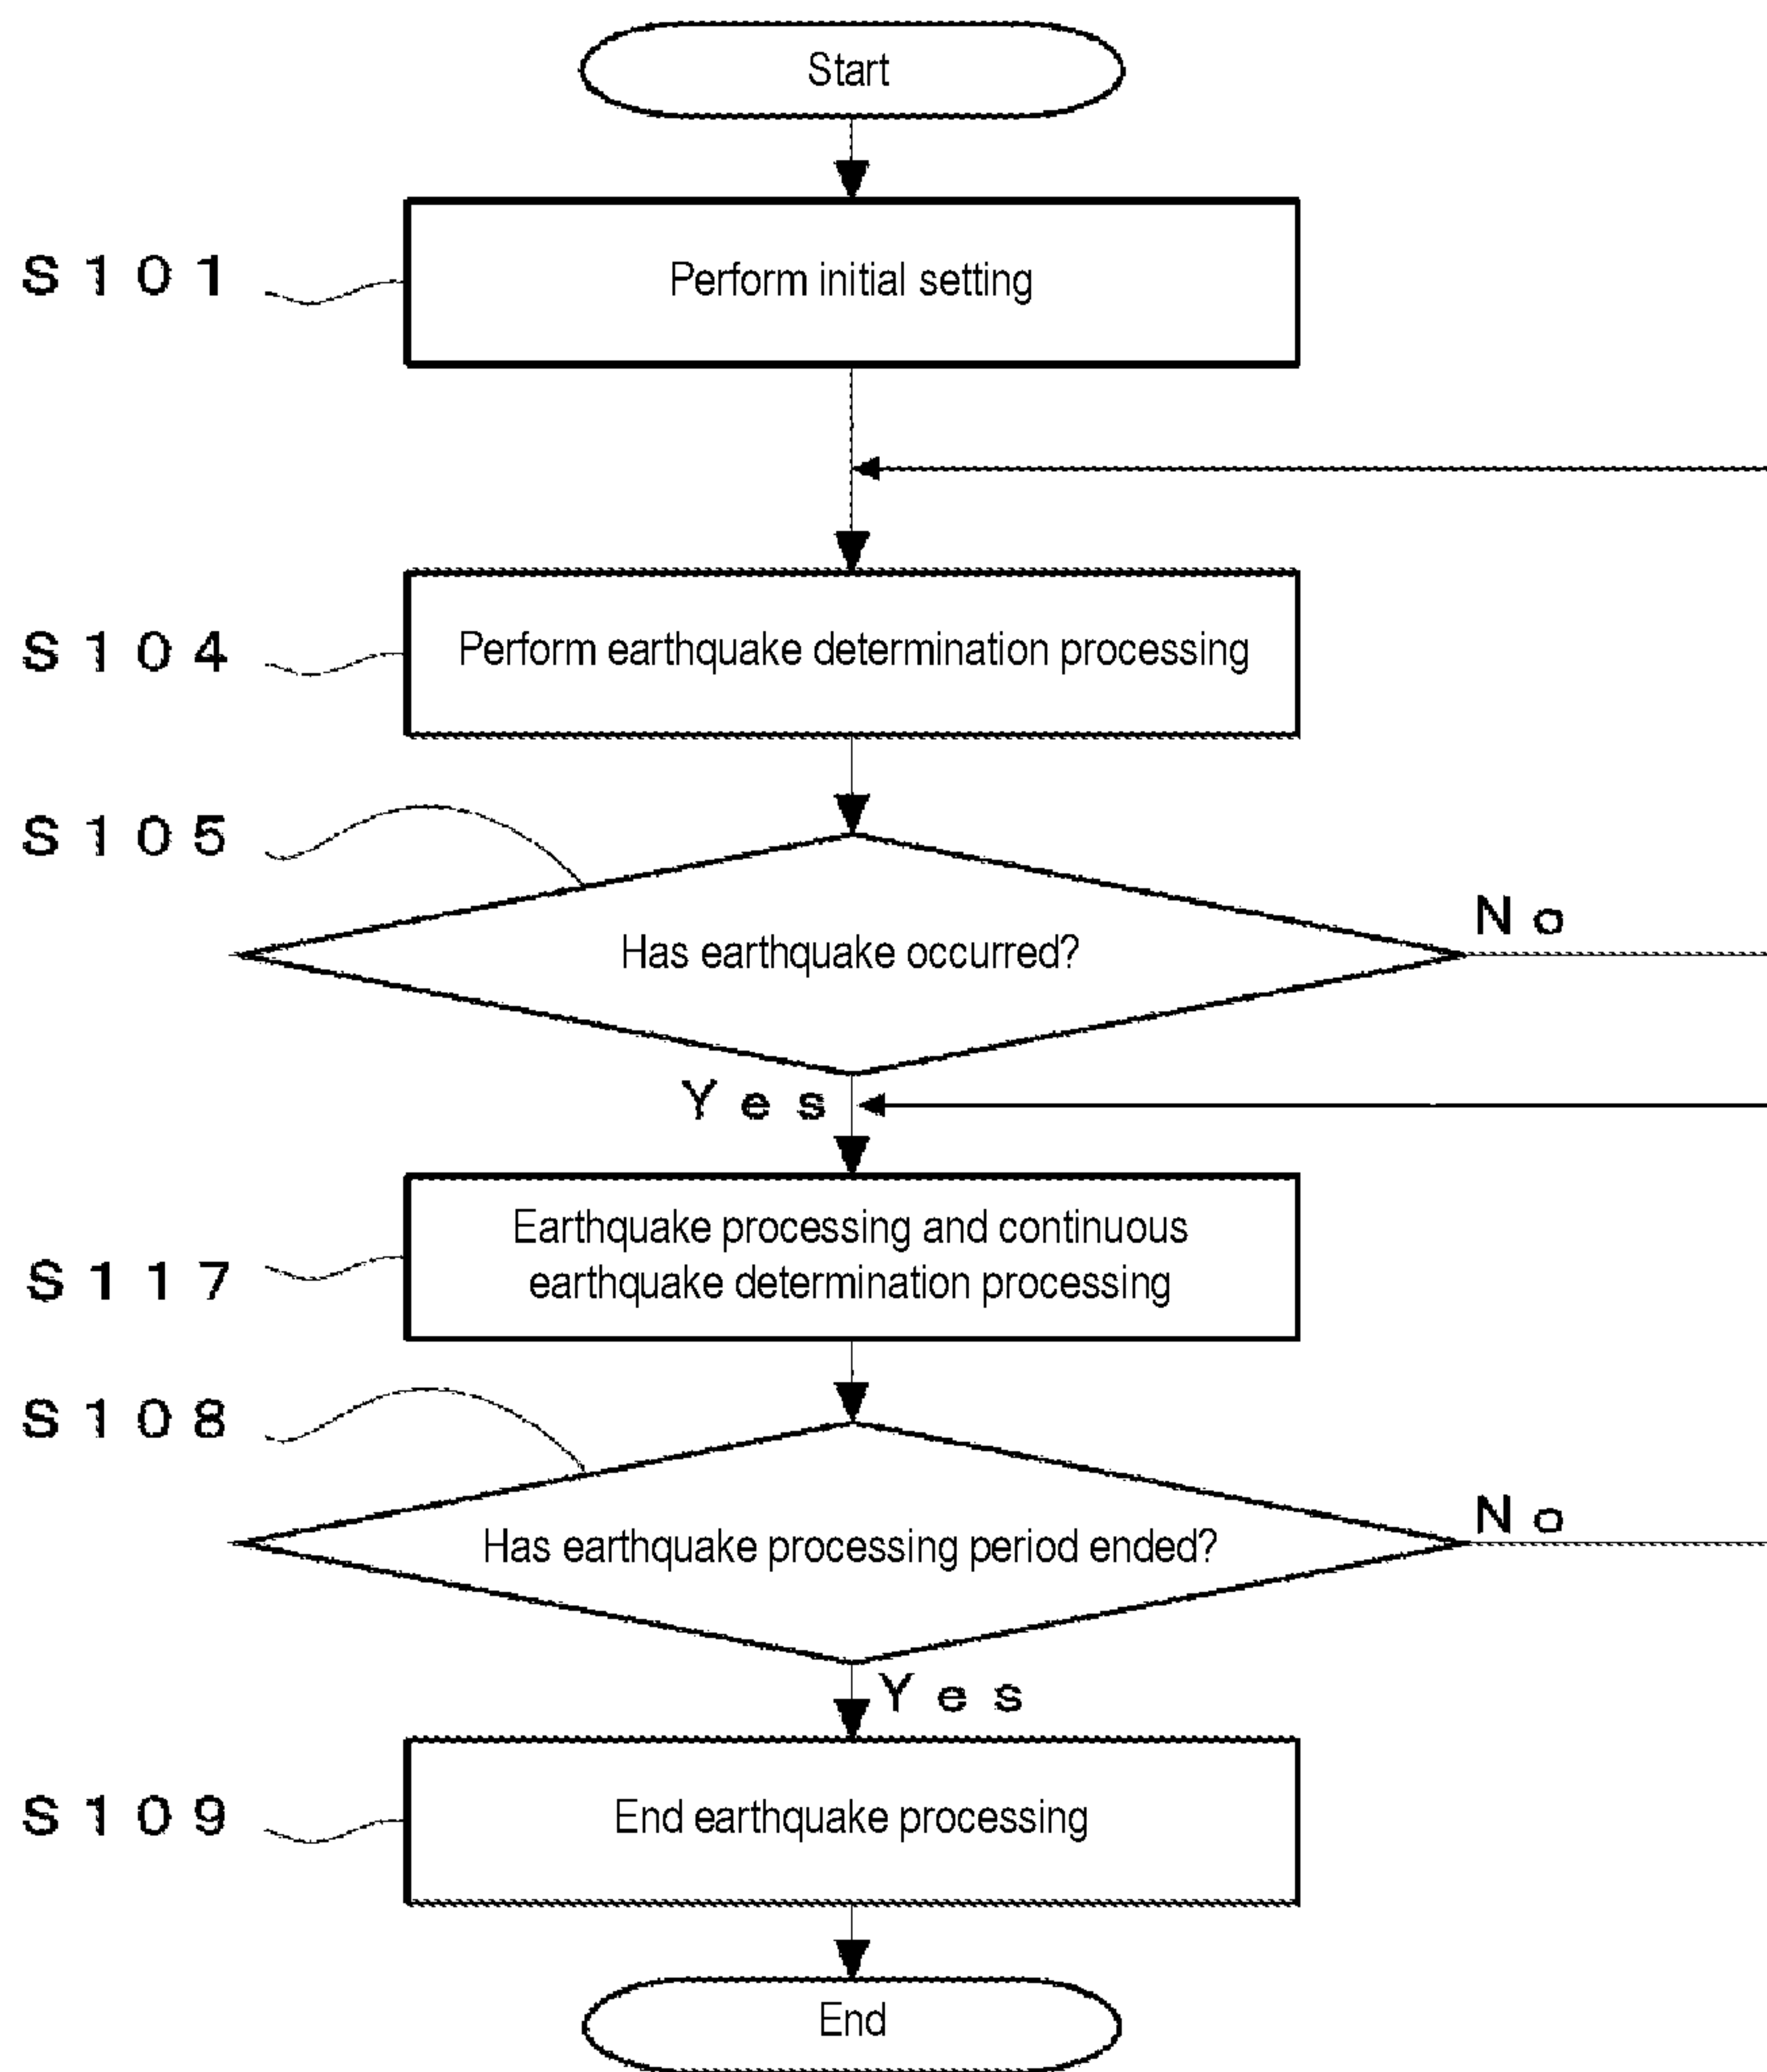 Start
S101
Perform initial setting
S104
Perform earthquake determination processing
S105
Has earthquake occurred?
No
Yes
S117
Earthquake processing and continuous
earthquake determination processing
S108
Has earthquake processing period ended?
No
Yes
S109
End earthquake processing
End